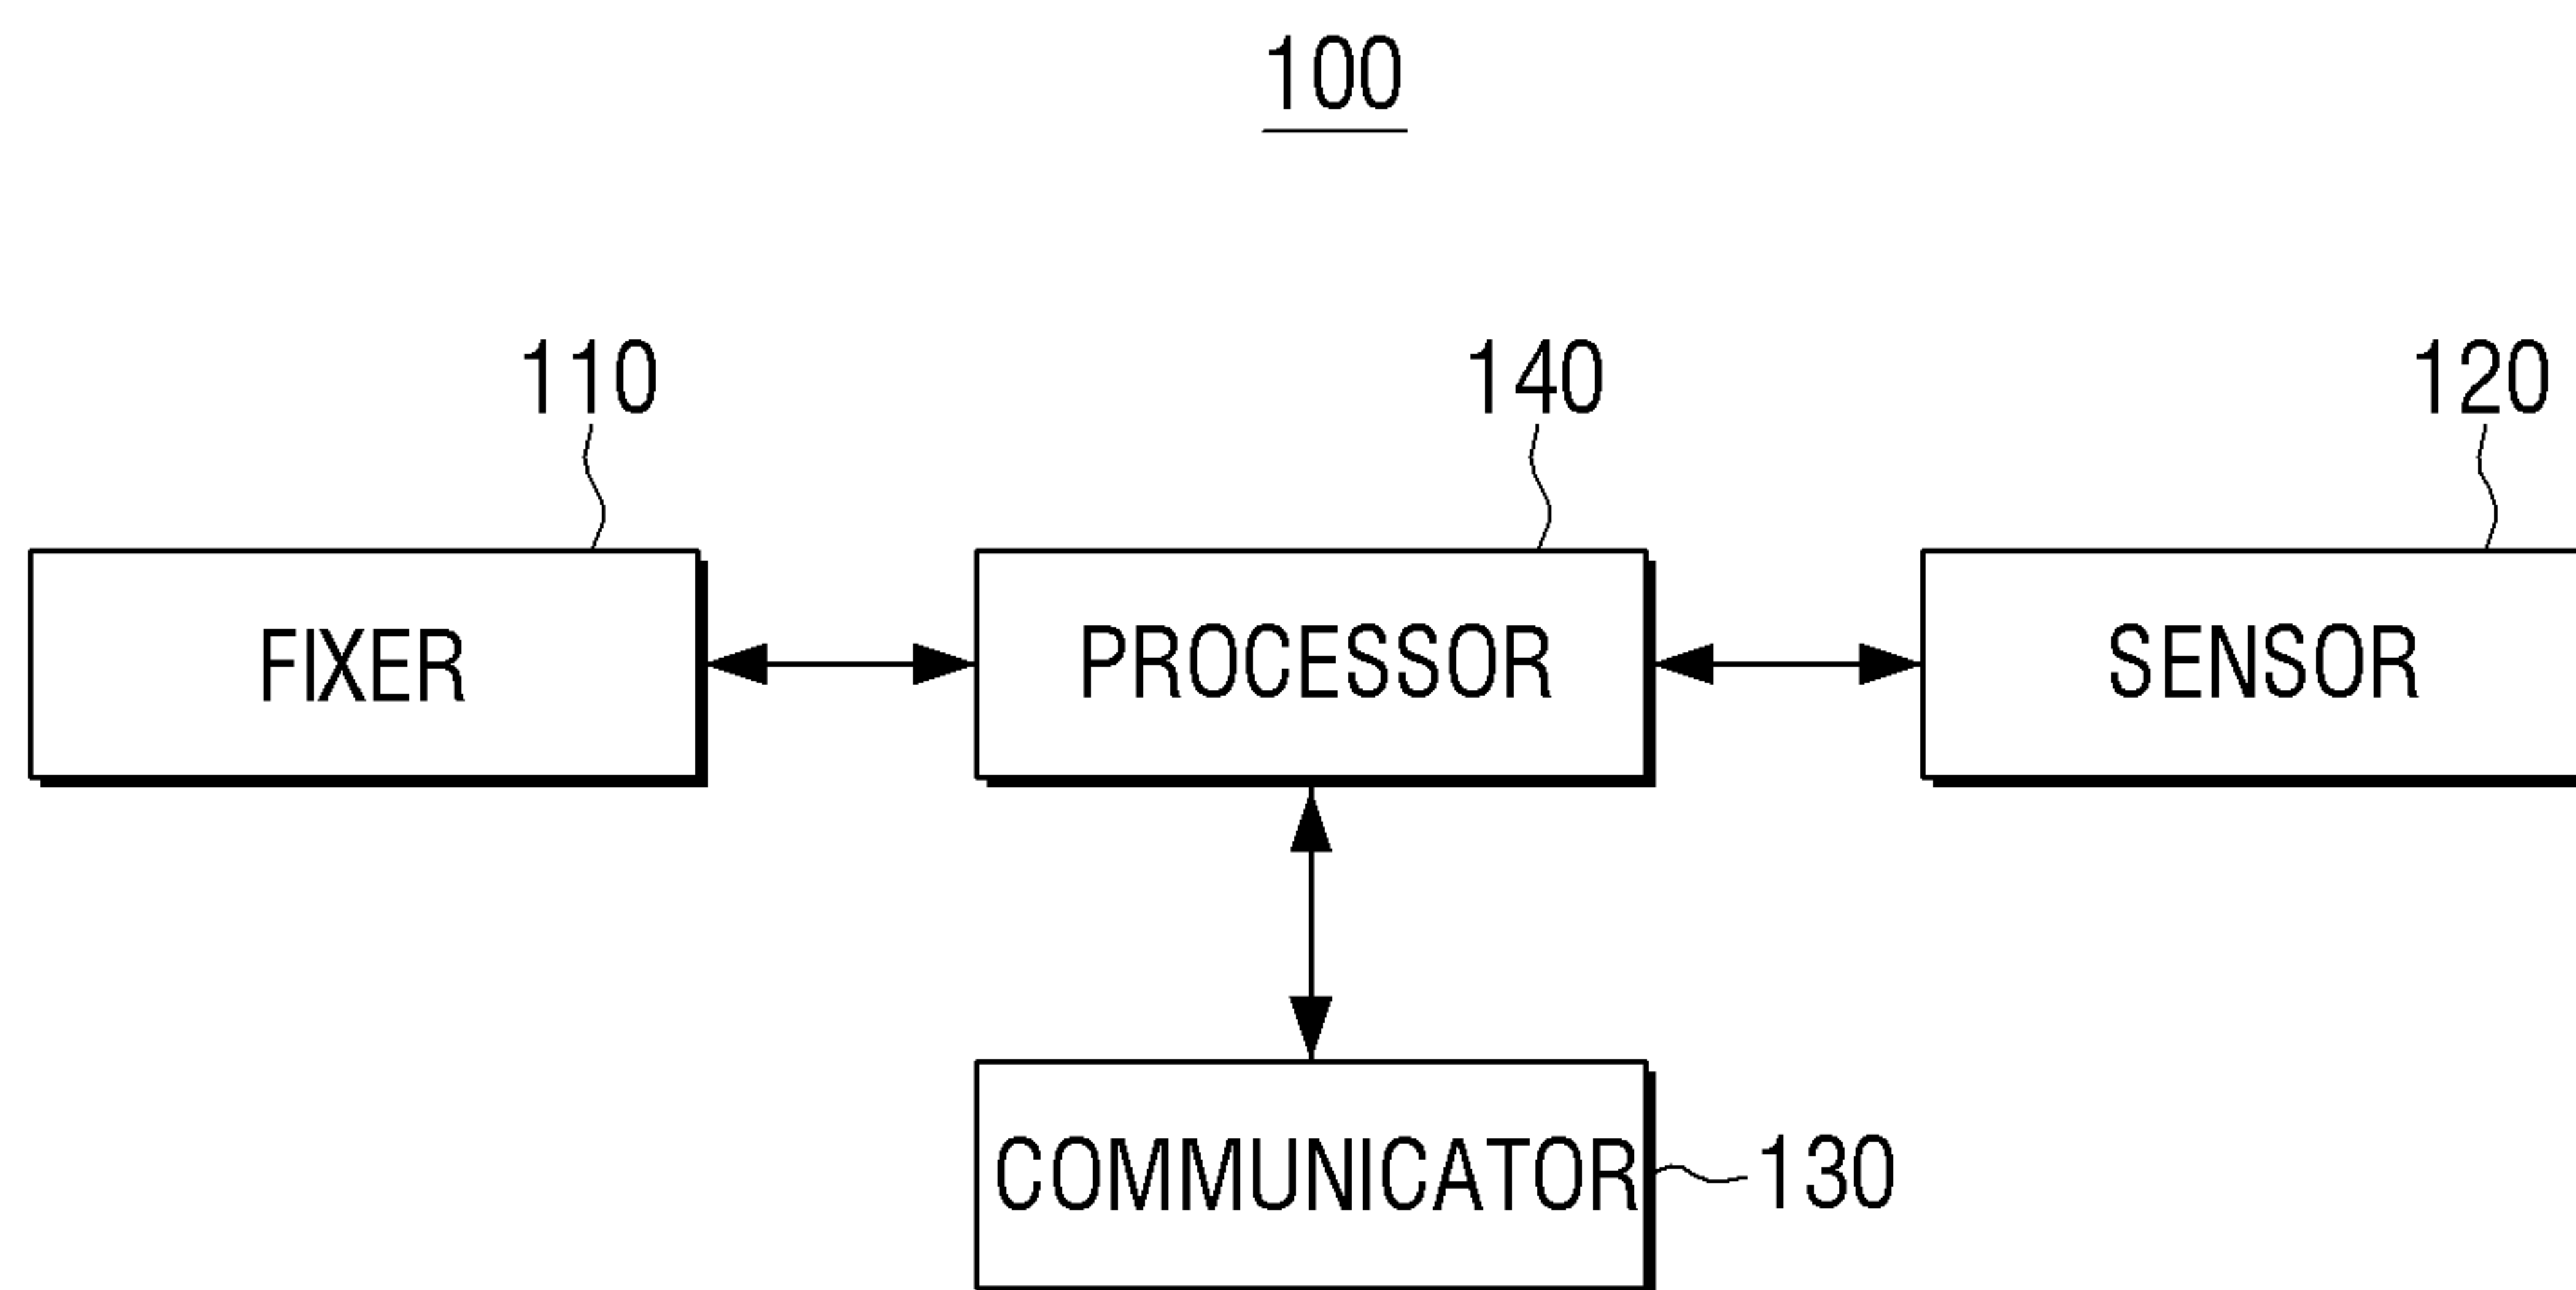 100
110
140
120
FIXER
PROCESSOR
SENSOR
COMMUNICATOR
130